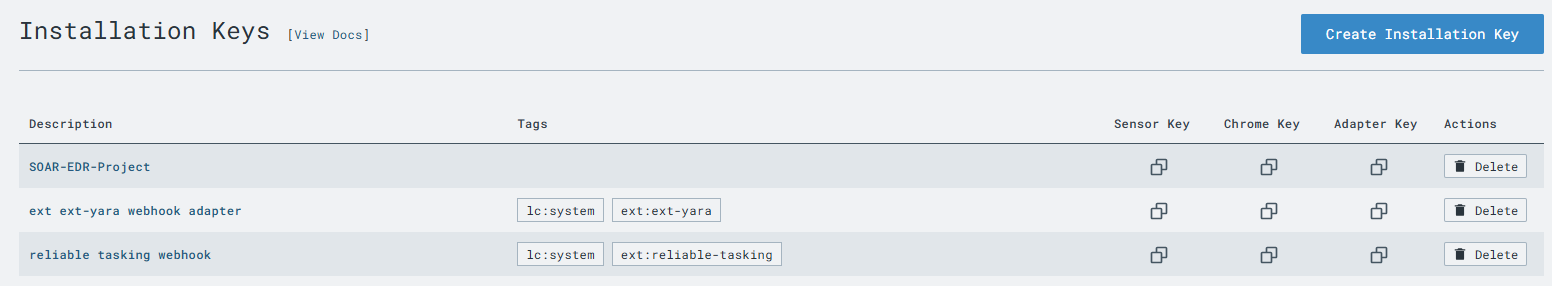 Installation Keys [View Docs] Create Installation Key
Description Tags Sensor Key Chrome Key Adapter Key Actions
SOAR-EDR-Project Delete
ext ext-yara webhook adapter lc:system ext:ext-yara Delete
reliable tasking webhook lc:system ext:reliable-tasking Delete